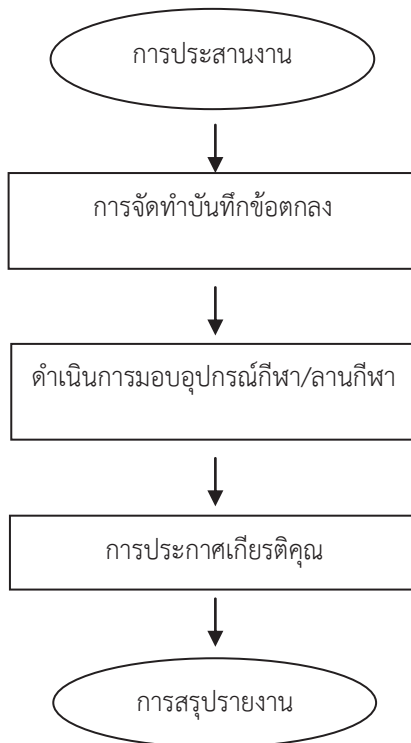 การประสานงาน
การจัดทำบันทึกข้อตกลง
ดำเนินการมอบอุปกรณ์กีฬา/ลานกีฬา
การประกาศเกียรติคุณ
การสรุปรายงาน